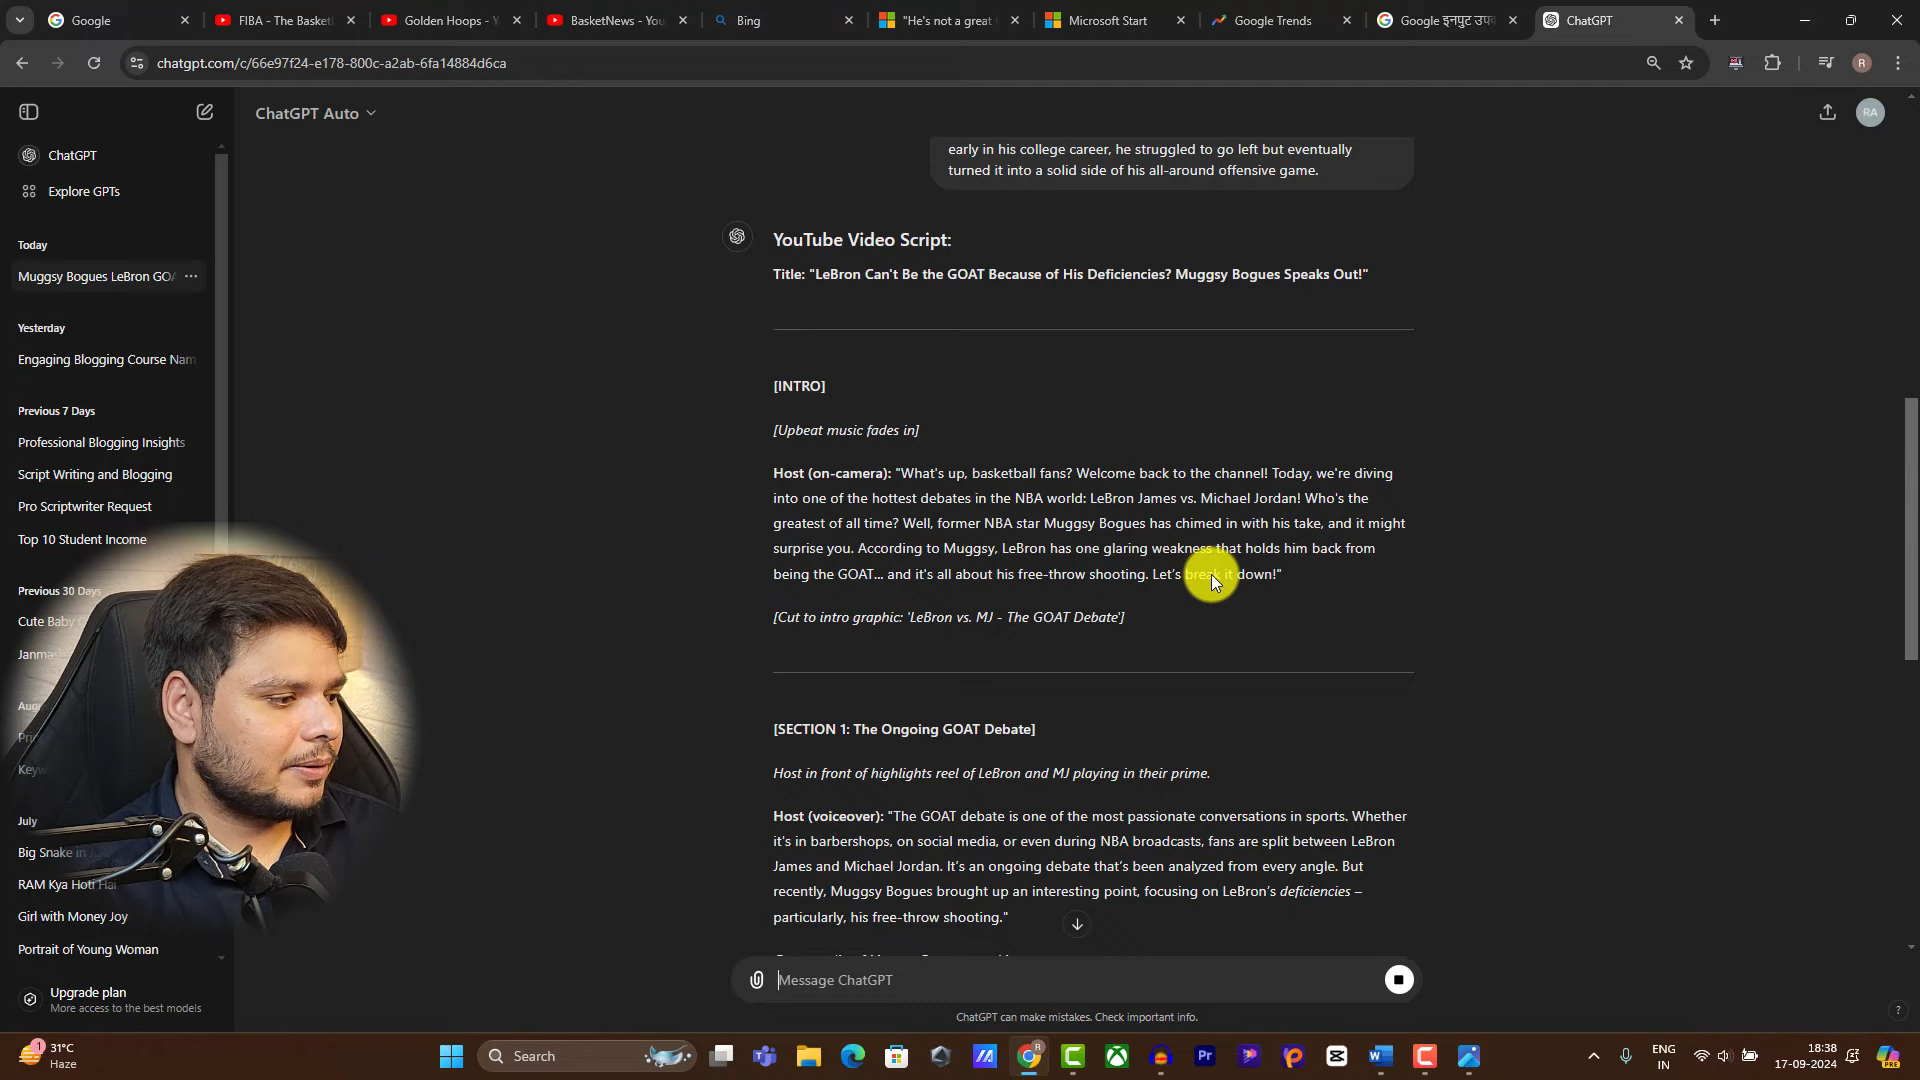 Google
FIBA - The Basket
Golden Hoops - Y
BasketNews - You
Bing
"He's not a great
Microsoft Start
Google Trends
Google इनपुट उपव
ChatGPT
chatgpt.com/c/66e97f24-e178-800c-a2ab-6fa14884d6ca
R
ChatGPT Auto
RA
ChatGPT
Explore GPTs
Today
Muggsy Bogues LeBron GOA
Yesterday
Engaging Blogging Course Nam
Previous 7 Days
Professional Blogging Insights
Script Writing and Blogging
Pro Scriptwriter Request
Top 10 Student Income
Previous 30 Days
Cute Baby
Janmas
July
Big Snake in
RAM Kya Hoti Hai
Girl with Money Joy
Portrait of Young Woman
Upgrade plan
More access to the best models
early in his college career, he struggled to go left but eventually
turned it into a solid side of his all-around offensive game.
YouTube Video Script:
Title: "LeBron Can't Be the GOAT Because of His Deficiencies? Muggsy Bogues Speaks Out!"
[INTRO]
[Upbeat music fades in]
Host (on-camera): "What's up, basketball fans? Welcome back to the channel! Today, we're diving
into one of the hottest debates in the NBA world: LeBron James vs. Michael Jordan! Who's the
greatest of all time? Well, former NBA star Muggsy Bogues has chimed in with his take, and it might
surprise you. According to Muggsy, LeBron has one glaring weakness that holds him back from
being the GOAT... and it's all about his free-throw shooting. Let's break it down!"
[Cut to intro graphic: 'LeBron vs. MJ - The GOAT Debate']
[SECTION 1: The Ongoing GOAT Debate]
Host in front of highlights reel of LeBron and MJ playing in their prime.
Host (voiceover): "The GOAT debate is one of the most passionate conversations in sports. Whether
it's in barbershops, on social media, or even during NBA broadcasts, fans are split between LeBron
James and Michael Jordan. It's an ongoing debate that's been analyzed from every angle. But
recently, Muggsy Bogues brought up an interesting point, focusing on LeBron's deficiencies –
particularly, his free-throw shooting."
Message ChatGPT
ChatGPT can make mistakes. Check important info.
?
1
31°C
Haze
Search
R
Pr
ENG
IN
18:38
17-09-2024
PRE